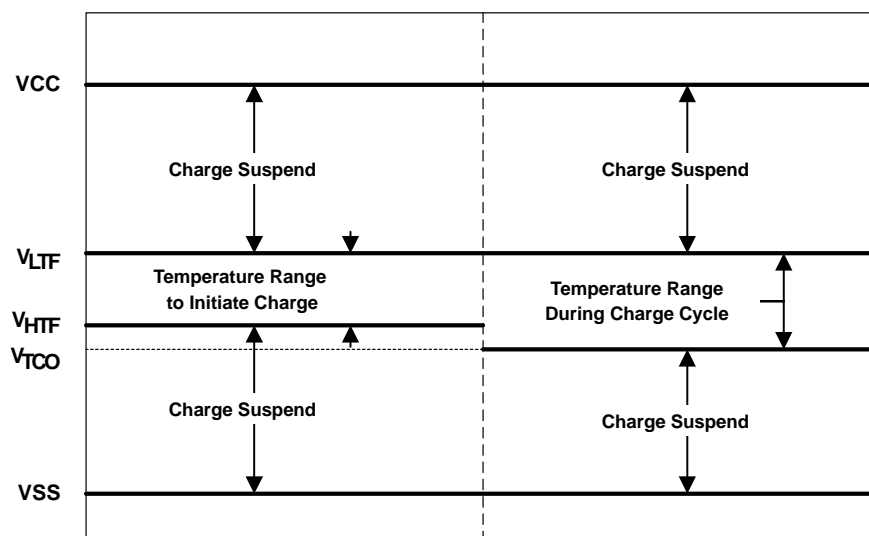 VCC
Charge Suspend
Charge Suspend
VLTF
Temperature Range
to Initiate Charge
Temperature Range
During Charge Cycle
VHTF
VTCO
Charge Suspend
Charge Suspend
VSS